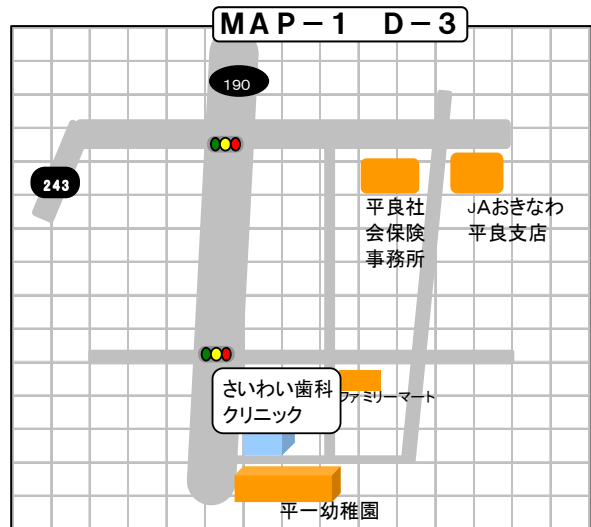 MAP－1　D－3
190
243
平良社
会保険
事務所
JAおきなわ
平良支店
さいわい歯科
クリニック
ファミリーマート
平一幼稚園